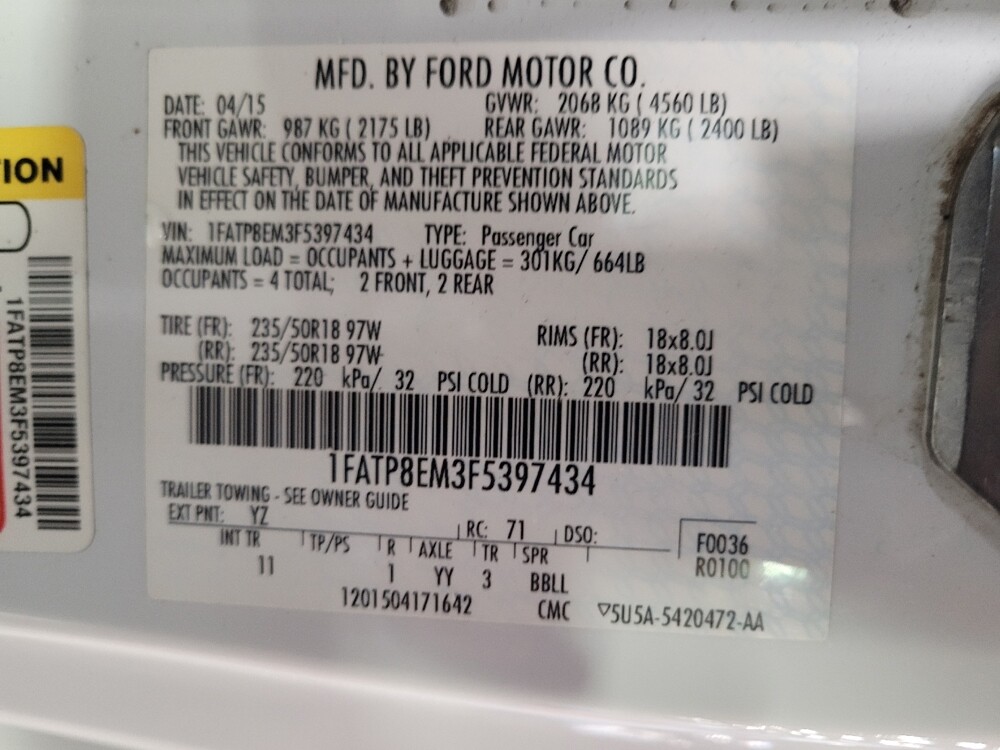 MFD. BY FORD MOTOR CO.
DATE: 04/15 GVWR: 2068 KG ( 4560 LB)
FRONT GAWR: 987 KG ( 2175 LB) REAR GAWR: 1089 KG ( 2400 LB)
THIS VEHICLE CONFORMS TO ALL APPLICABLE FEDERAL MOTOR
VEHICLE SAFETY, BUMPER, AND THEFT PREVENTION STANDARDS
IN EFFECT ON THE DATE OF MANUFACTURE SHOWN ABOVE.
VIN: 1FATP8EM3F5397434 TYPE: Passenger Car
MAXIMUM LOAD = OCCUPANTS + LUGGAGE = 301KG/ 664LB
OCCUPANTS = 4 TOTAL; 2 FRONT, 2 REAR
TIRE (FR): 235/50R18 97W RIMS (FR): 18x8.0J
(RR): 235/50R18 97W (RR): 18x8.0J
PRESSURE (FR): 220 kPa/ 32 PSI COLD (RR): 220 kPa/ 32 PSI COLD
1FATP8EM3F5397434
TRAILER TOWING - SEE OWNER GUIDE
EXT PNT: YZ RC: 71 DSO:
INT TR TP/PS R AXLE TR SPR F0036
11 1 YY 3 BBLL R0100
1201504171642 CMC ▽5U5A-5420472-AA
TION
1FATP8EM3F5397434